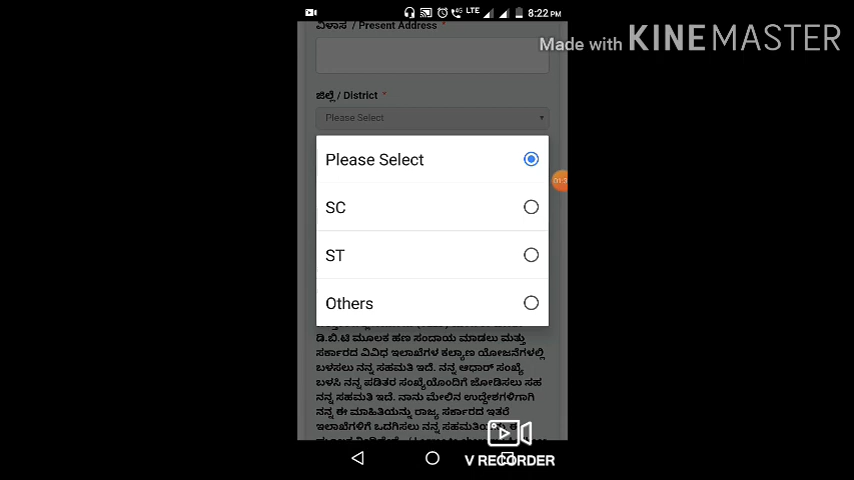 LTE 8:22 PM
ವಿಳಾಸ / Present Address *
Made with KINEMASTER
ಜಿಲ್ಲೆ / District *
Please Select
Please Select
SC
ST
Others
ಡಿ.ಬಿ.ಟಿ ಮೂಲಕ ಹಣ ಸಂದಾಯ ಮಾಡಲು ಮತ್ತು
ಸರ್ಕಾರದ ವಿವಿಧ ಇಲಾಖೆಗಳ ಕಲ್ಯಾಣ ಯೋಜನೆಗಳಲ್ಲಿ
ಬಳಸಲು ನನ್ನ ಸಹಮತಿ ಇದೆ. ನನ್ನ ಆಧಾರ್ ಸಂಖ್ಯೆ
ಬಳಸಿ ನನ್ನ ಪಡಿತರ ಸಂಖ್ಯೆಯೊಂದಿಗೆ ಜೋಡಿಸಲು ಸಹ
ನನ್ನ ಸಹಮತಿ ಇದೆ. ನಾನು ಮೇಲಿನ ಉದ್ದೇಶಗಳಿಗಾಗಿ
ನನ್ನ ಈ ಮಾಹಿತಿಯನ್ನು ರಾಜ್ಯ ಸರ್ಕಾರದ ಇತರೆ
ಇಲಾಖೆಗಳಿಗೆ ಒದಗಿಸಲು ನನ್ನ ಸಹಮತಿಯನ್ನು ಈ
V RECORDER